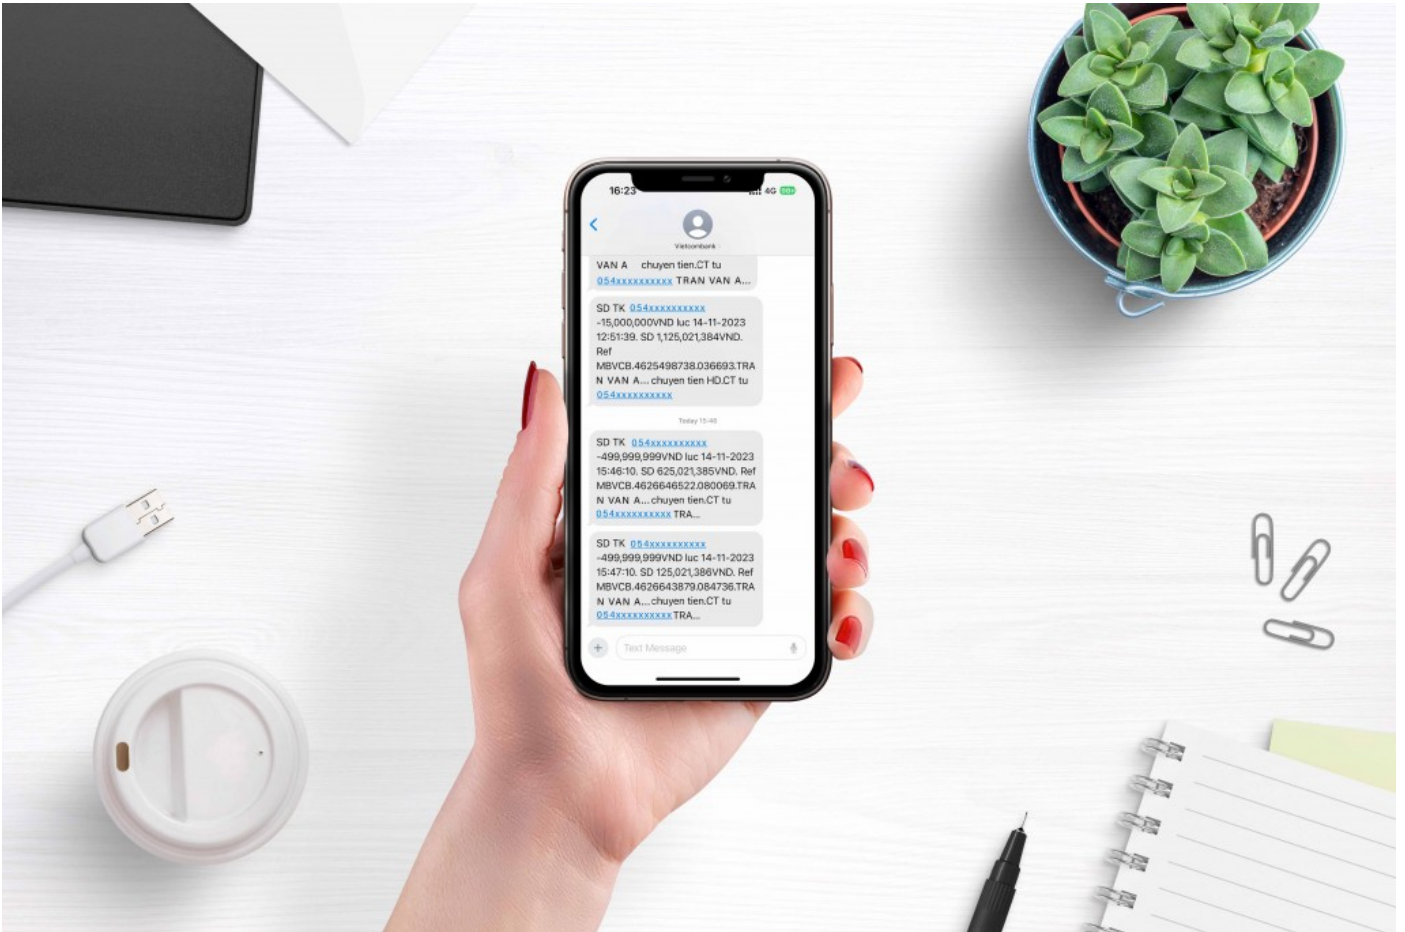 16:23
4G
Vietcombank
VAN A chuyen tien.CT tu
054xxxxxxxxxx TRAN VAN A...
SD TK 054xxxxxxxxxx
-15,000,000VND luc 14-11-2023
12:51:39. SD 1,125,021,384VND.
Ref
MBVCB.4625498738.036693.TRA
N VAN A... chuyen tien HD.CT tu
054xxxxxxxxxx
Today 15:46
SD TK 054xxxxxxxxxx
-499,999,999VND luc 14-11-2023
15:46:10. SD 625,021,385VND. Ref
MBVCB.4626646522.080069.TRA
N VAN A... chuyen tien.CT tu
054xxxxxxxxxx TRA...
SD TK 054xxxxxxxxxx
-499,999,999VND luc 14-11-2023
15:47:10. SD 125,021,386VND. Ref
MBVCB.4626643879.084736.TRA
N VAN A... chuyen tien.CT tu
054xxxxxxxxxx TRA...
Text Message